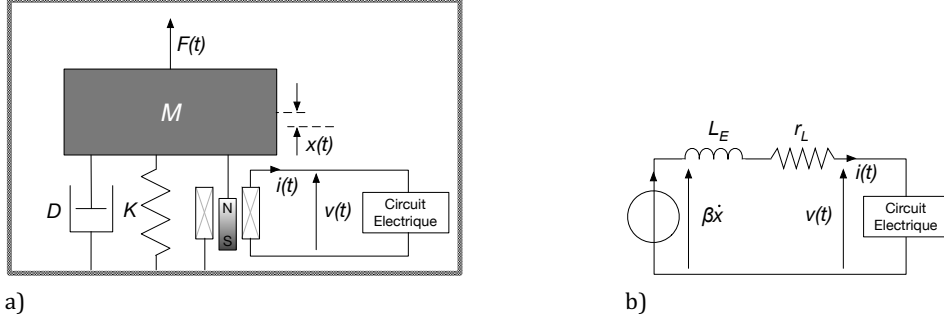 F(t)
M
x(t)
D
K
N
S
i(t)
v(t)
Circuit
Electrique
a)
L_E
r_L
i(t)
βẋ
v(t)
Circuit
Electrique
b)